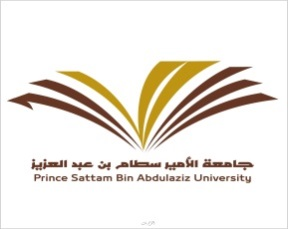 جامعة الأمير سطام بن عبد العزيز
Prince Sattam Bin Abdulaziz University